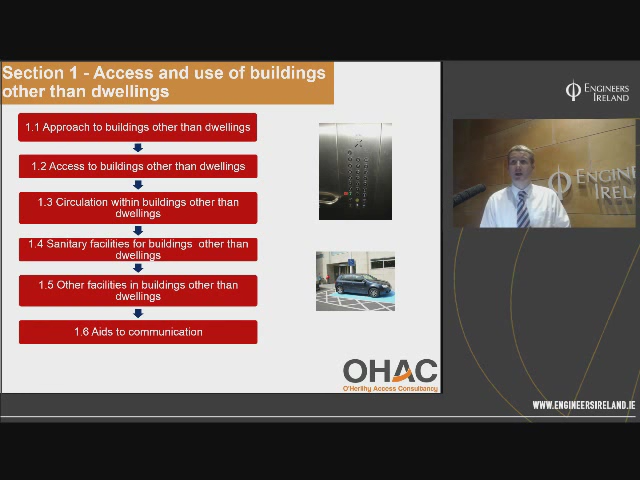 Section 1 - Access and use of buildings
other than dwellings
1.1 Approach to buildings other than dwellings
1.2 Access to buildings other than dwellings
1.3 Circulation within buildings other than
dwellings
1.4 Sanitary facilities for buildings other than
dwellings
1.5 Other facilities in buildings other than
dwellings
1.6 Aids to communication
OHAC
O'Herlihy Access Consultancy
ENGINEERS
IRELAND
ENGINE
IREL
WWW.ENGINEERSIRELAND.IE